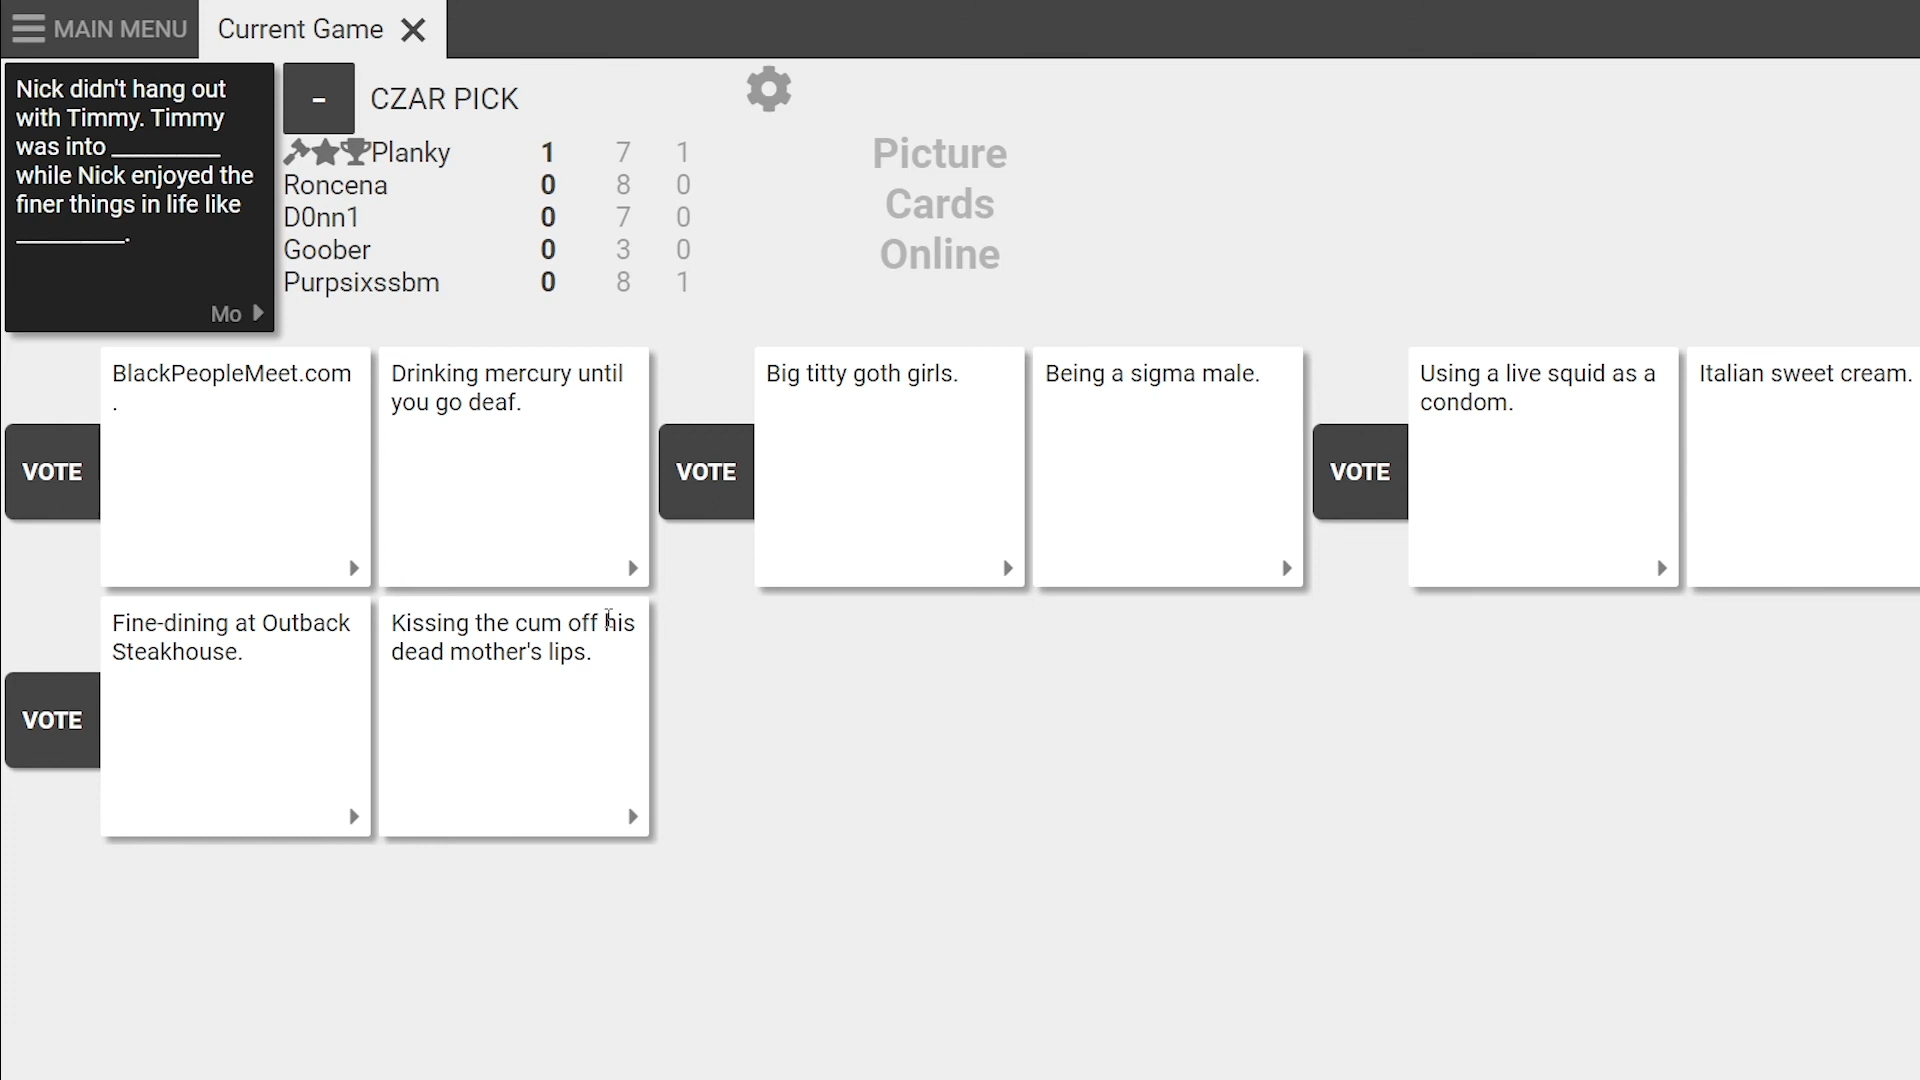 MAIN MENU
Current Game
Nick didn't hang out
with Timmy. Timmy
was into __________
while Nick enjoyed the
finer things in life like
__________.
Mo
-
CZAR PICK
Planky 1 7 1
Roncena 0 8 0
D0nn1 0 7 0
Goober 0 3 0
Purpsixssbm 0 8 1
Picture
Cards
Online
VOTE
BlackPeopleMeet.com
.
Drinking mercury until
you go deaf.
VOTE
Big titty goth girls.
Being a sigma male.
VOTE
Using a live squid as a
condom.
Italian sweet cream.
VOTE
Fine-dining at Outback
Steakhouse.
Kissing the cum off his
dead mother's lips.